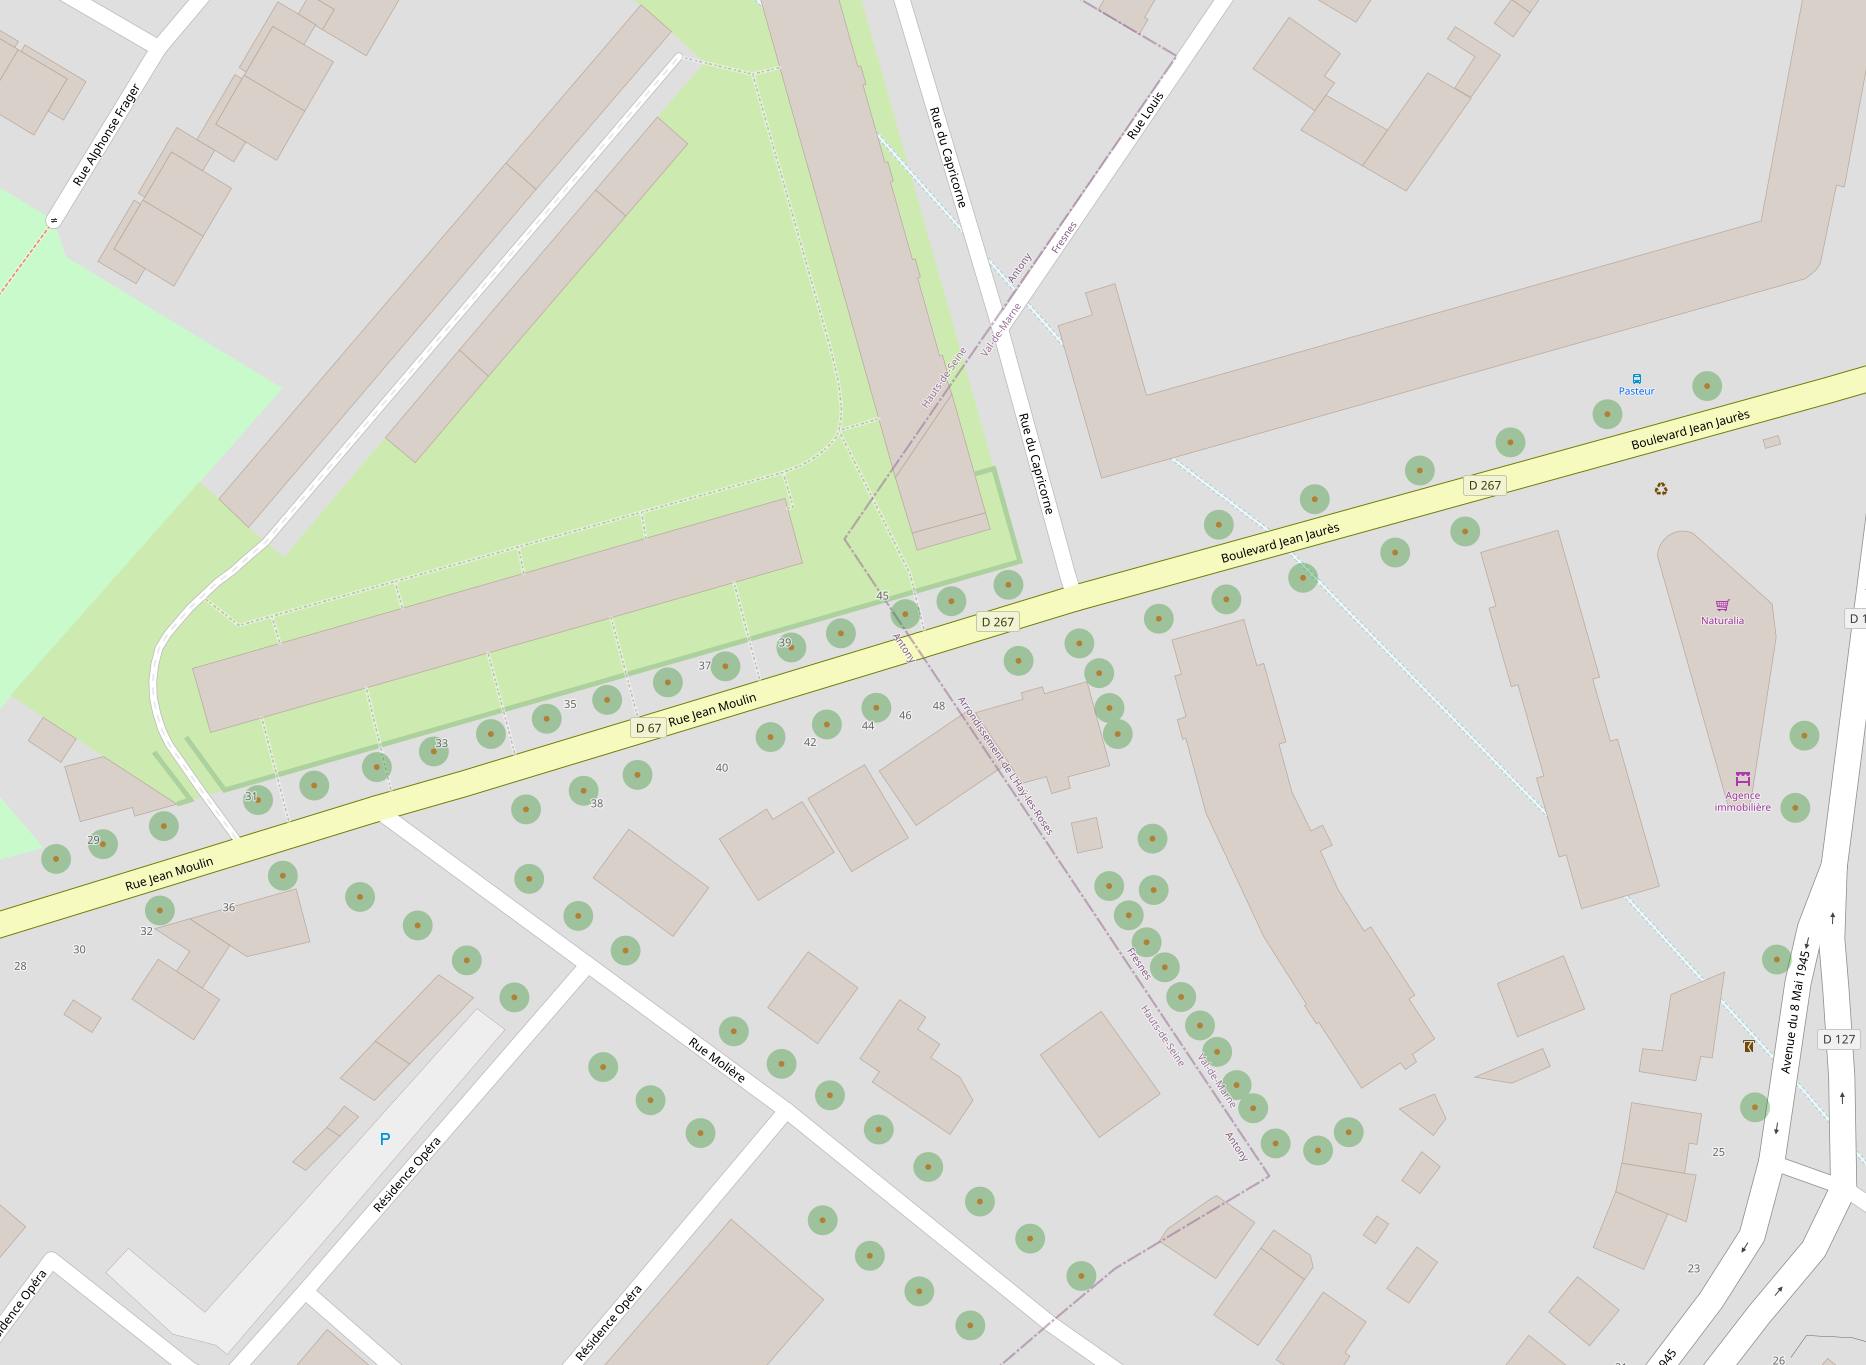 Rue Alphonse Frager
Rue du Capricorne
Rue Louis
Fresnes
Antony
Val-de-Marne
Hauts-de-Seine
Pasteur
Boulevard Jean Jaurès
Rue du Capricorne
D 267
Boulevard Jean Jaurès
45
Naturalia
D 1
D 267
39
Antony
37
35
48
46
44
42
D 67
Rue Jean Moulin
33
40
Arrondissement de L'Haÿ-les-Roses
31
38
Agence
immobilière
29
Rue Jean Moulin
36
32
30
28
Fresnes
Hauts-de-Seine
Val-de-Marne
Antony
Avenue du 8 Mai 1945
D 127
Rue Molière
P
Résidence Opéra
25
23
idence Opéra
Résidence Opéra
945
26